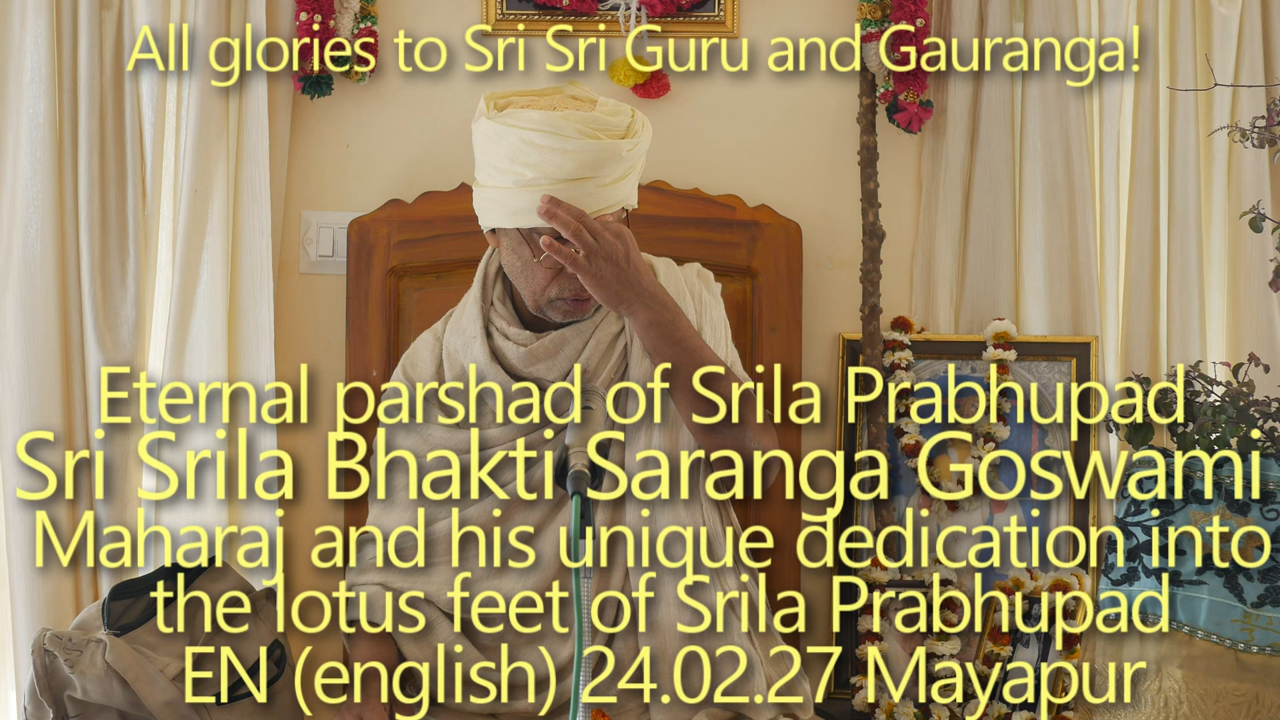 All glories to Sri Sri Guru and Gauranga!
Eternal parshad of Srila Prabhupad
Sri Srila Bhakti Saranga Goswami
Maharaj and his unique dedication into
the lotus feet of Srila Prabhupad
EN (english) 24.02.27 Mayapur